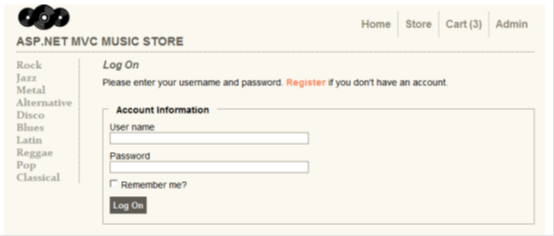 Home Store Cart (3) Admin
ASP.NET MVC MUSIC STORE
Rock
Jazz
Metal
Alternative
Disco
Blues
Latin
Reggae
Pop
Classical
Log On
Please enter your username and password. Register if you don't have an account.
Account Information
User name
Password
Remember me?
Log On